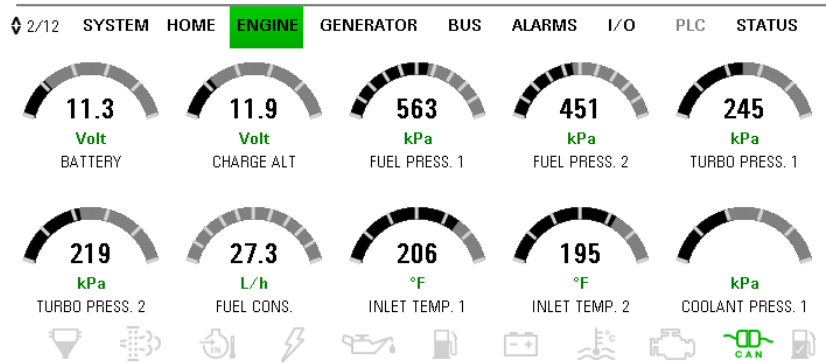 2/12 SYSTEM HOME ENGINE GENERATOR BUS ALARMS I/O PLC STATUS
11.3 11.9 563 451 245
Volt Volt kPa kPa kPa
BATTERY CHARGE ALT FUEL PRESS. 1 FUEL PRESS. 2 TURBO PRESS. 1
219 27.3 206 195
kPa L/h °F °F kPa
TURBO PRESS. 2 FUEL CONS. INLET TEMP. 1 INLET TEMP. 2 COOLANT PRESS. 1
IN °C CAN